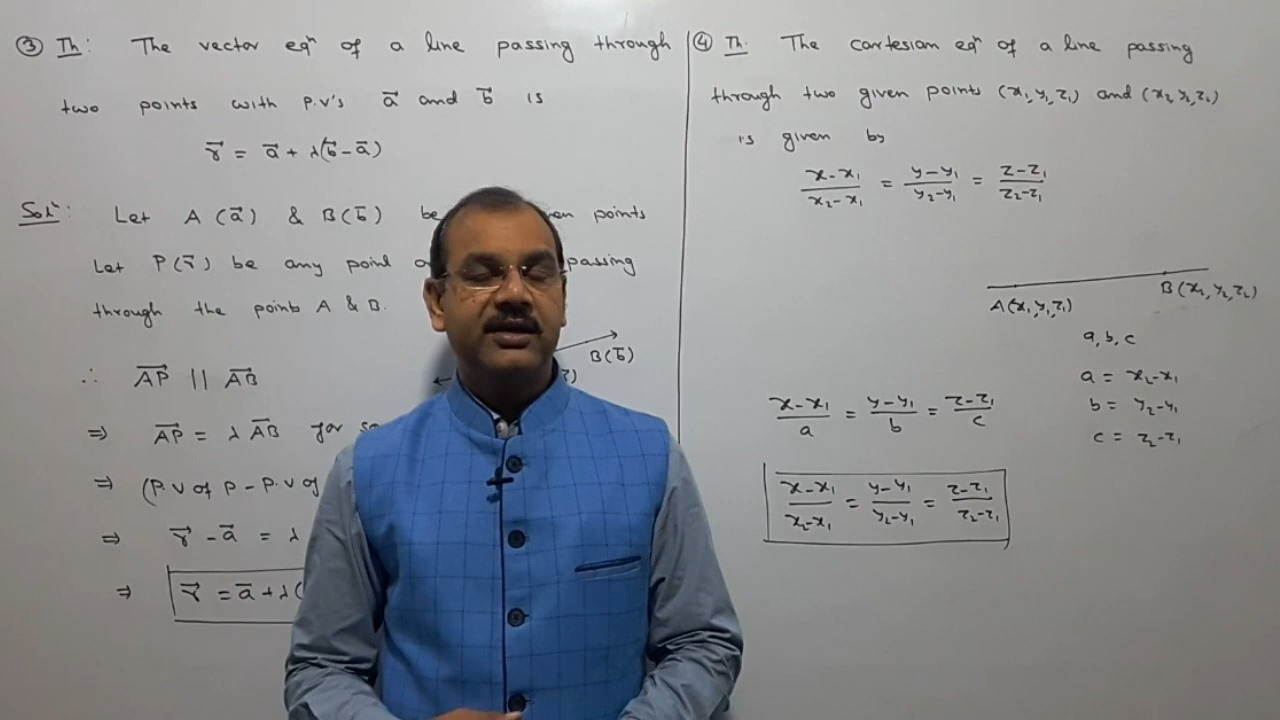 ③ Th: The vector eqⁿ of a line passing through
two points with p.v's a⃗ and b⃗ is
r⃗ = a⃗ + λ(b⃗ - a⃗)
Solⁿ: Let A (a⃗) & B(b⃗) be points
Let P(r⃗) be any point passing
through the points A & B.
B(b⃗)
∴ AP⃗ || AB⃗
⇒ AP⃗ = λ AB⃗ for
⇒ (P.V of P - P.V of
⇒ r⃗ - a⃗ = λ
⇒ r⃗ = a⃗ + λ(
④ Th. The cartesian eqⁿ of a line passing
through two given points (x₁, y₁, z₁) and (x₂, y₂, z₂)
is given by
(x - x₁)/(x₂ - x₁) = (y - y₁)/(y₂ - y₁) = (z - z₁)/(z₂ - z₁)
A(x₁, y₁, z₁) B(x₂, y₂, z₂)
a, b, c
a = x₂ - x₁
b = y₂ - y₁
c = z₂ - z₁
(x - x₁)/a = (y - y₁)/b = (z - z₁)/c
(x - x₁)/(x₂ - x₁) = (y - y₁)/(y₂ - y₁) = (z - z₁)/(z₂ - z₁)